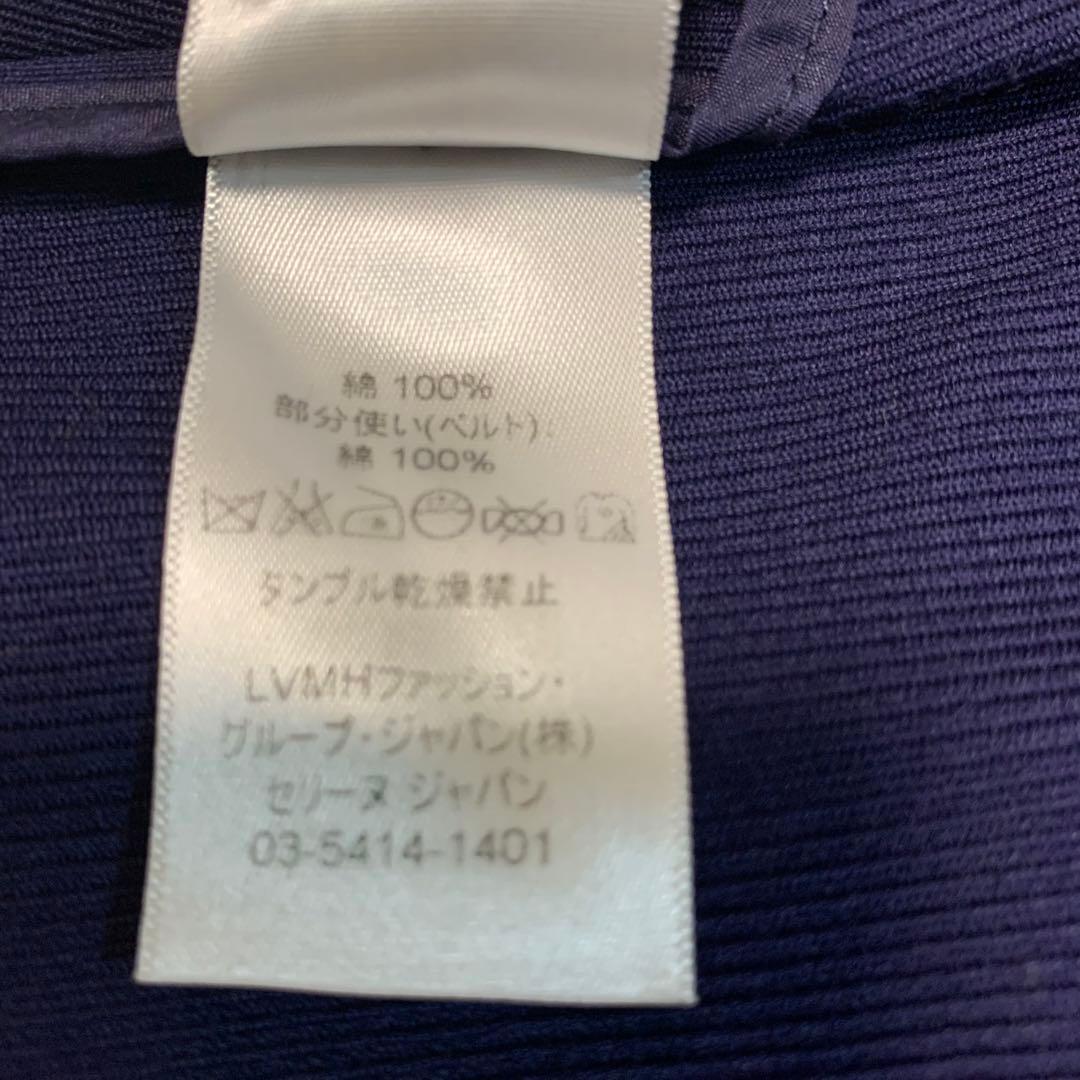 綿 100%
部分使い(ベルト):
綿 100%
タンブル乾燥禁止
LVMHファッション・
グループ・ジャパン(株)
セリーヌ ジャパン
03-5414-1401